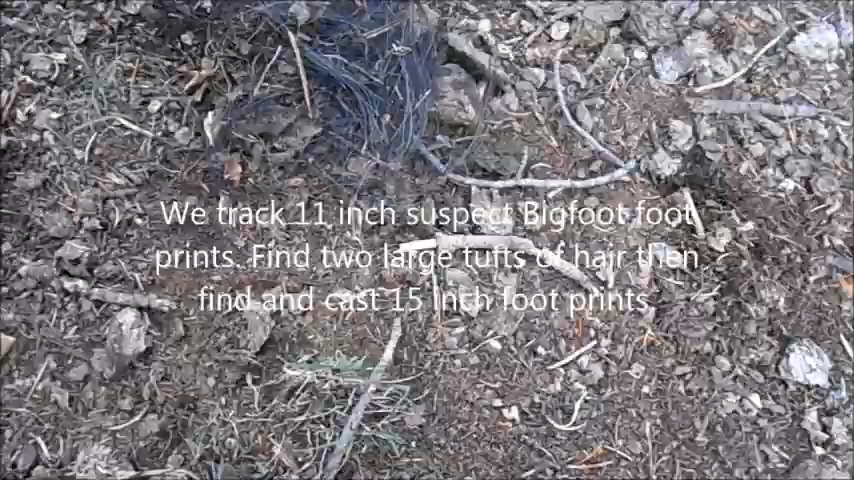 We track 11 inch suspect Bigfoot foot
prints. Find two large tufts of hair then
find and cast 15 inch foot prints